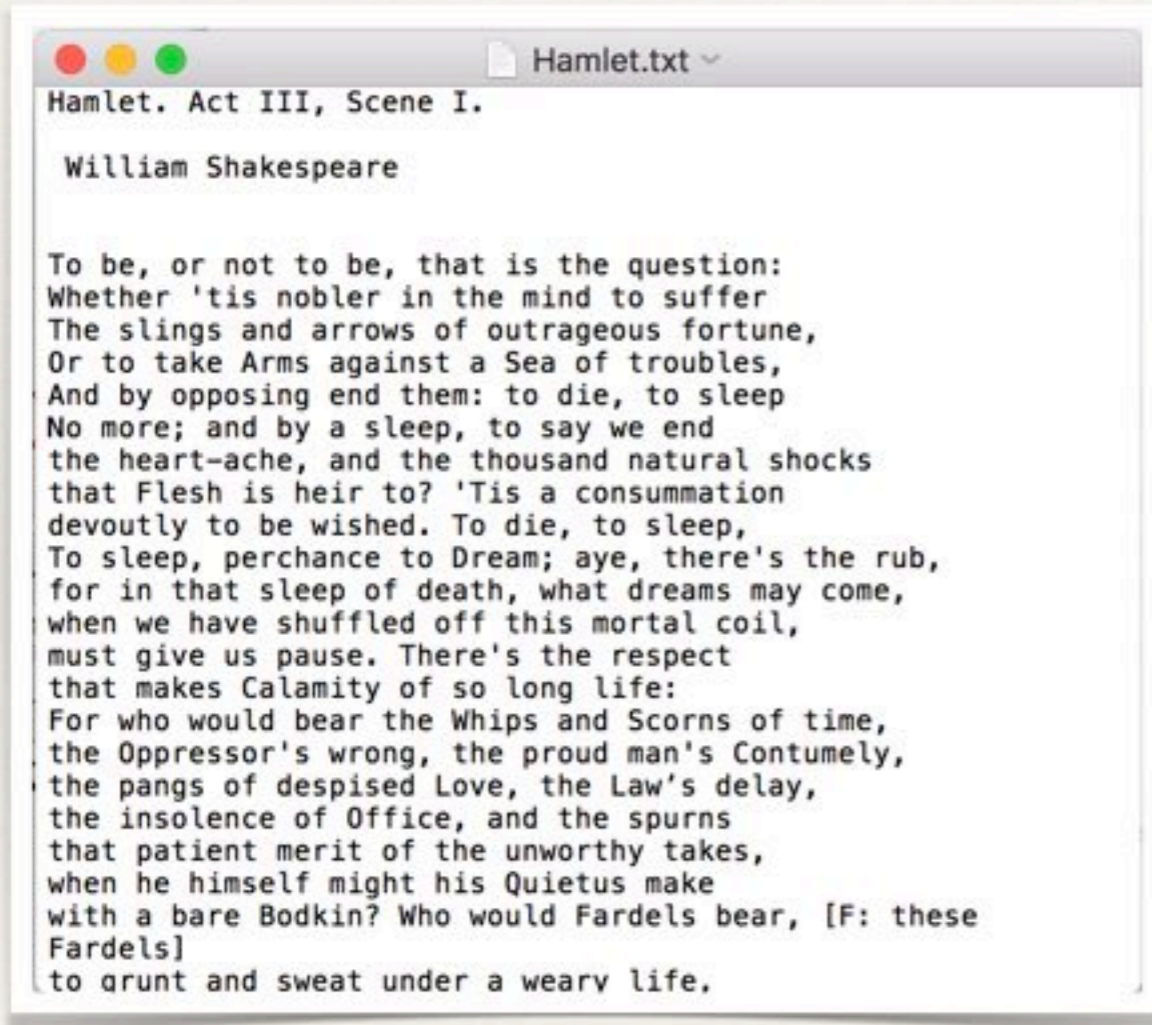 Hamlet.txt
Hamlet. Act III, Scene I.
William Shakespeare
To be, or not to be, that is the question:
Whether 'tis nobler in the mind to suffer
The slings and arrows of outrageous fortune,
Or to take Arms against a Sea of troubles,
And by opposing end them: to die, to sleep
No more; and by a sleep, to say we end
the heart-ache, and the thousand natural shocks
that Flesh is heir to? 'Tis a consummation
devoutly to be wished. To die, to sleep,
To sleep, perchance to Dream; aye, there's the rub,
for in that sleep of death, what dreams may come,
when we have shuffled off this mortal coil,
must give us pause. There's the respect
that makes Calamity of so long life:
For who would bear the Whips and Scorns of time,
the Oppressor's wrong, the proud man's Contumely,
the pangs of despised Love, the Law’s delay,
the insolence of Office, and the spurns
that patient merit of the unworthy takes,
when he himself might his Quietus make
with a bare Bodkin? Who would Fardels bear, [F: these
Fardels]
to grunt and sweat under a weary life,